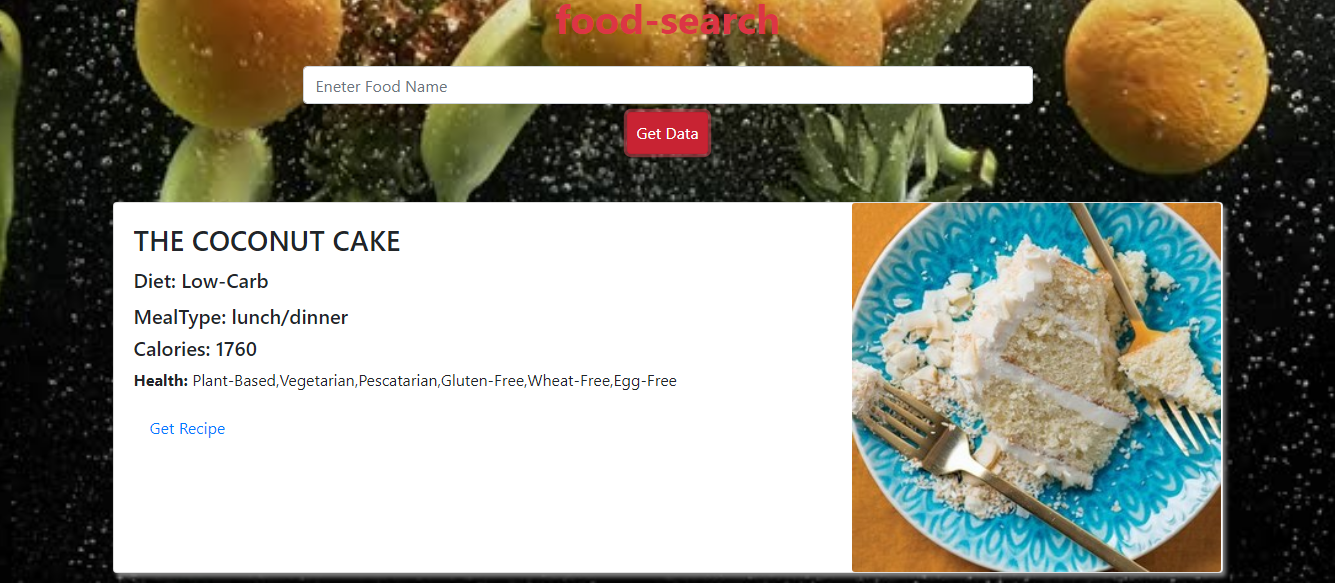 food-search
Eneter Food Name
Get Data
THE COCONUT CAKE
Diet: Low-Carb
MealType: lunch/dinner
Calories: 1760
Health: Plant-Based,Vegetarian,Pescatarian,Gluten-Free,Wheat-Free,Egg-Free
Get Recipe